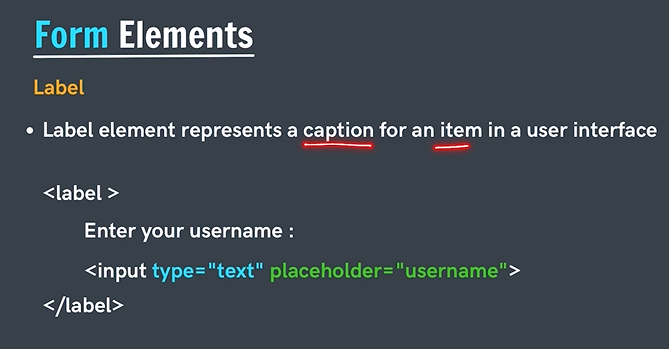 Form Elements
Label
• Label element represents a caption for an item in a user interface
<label >
Enter your username :
<input type="text" placeholder="username">
</label>